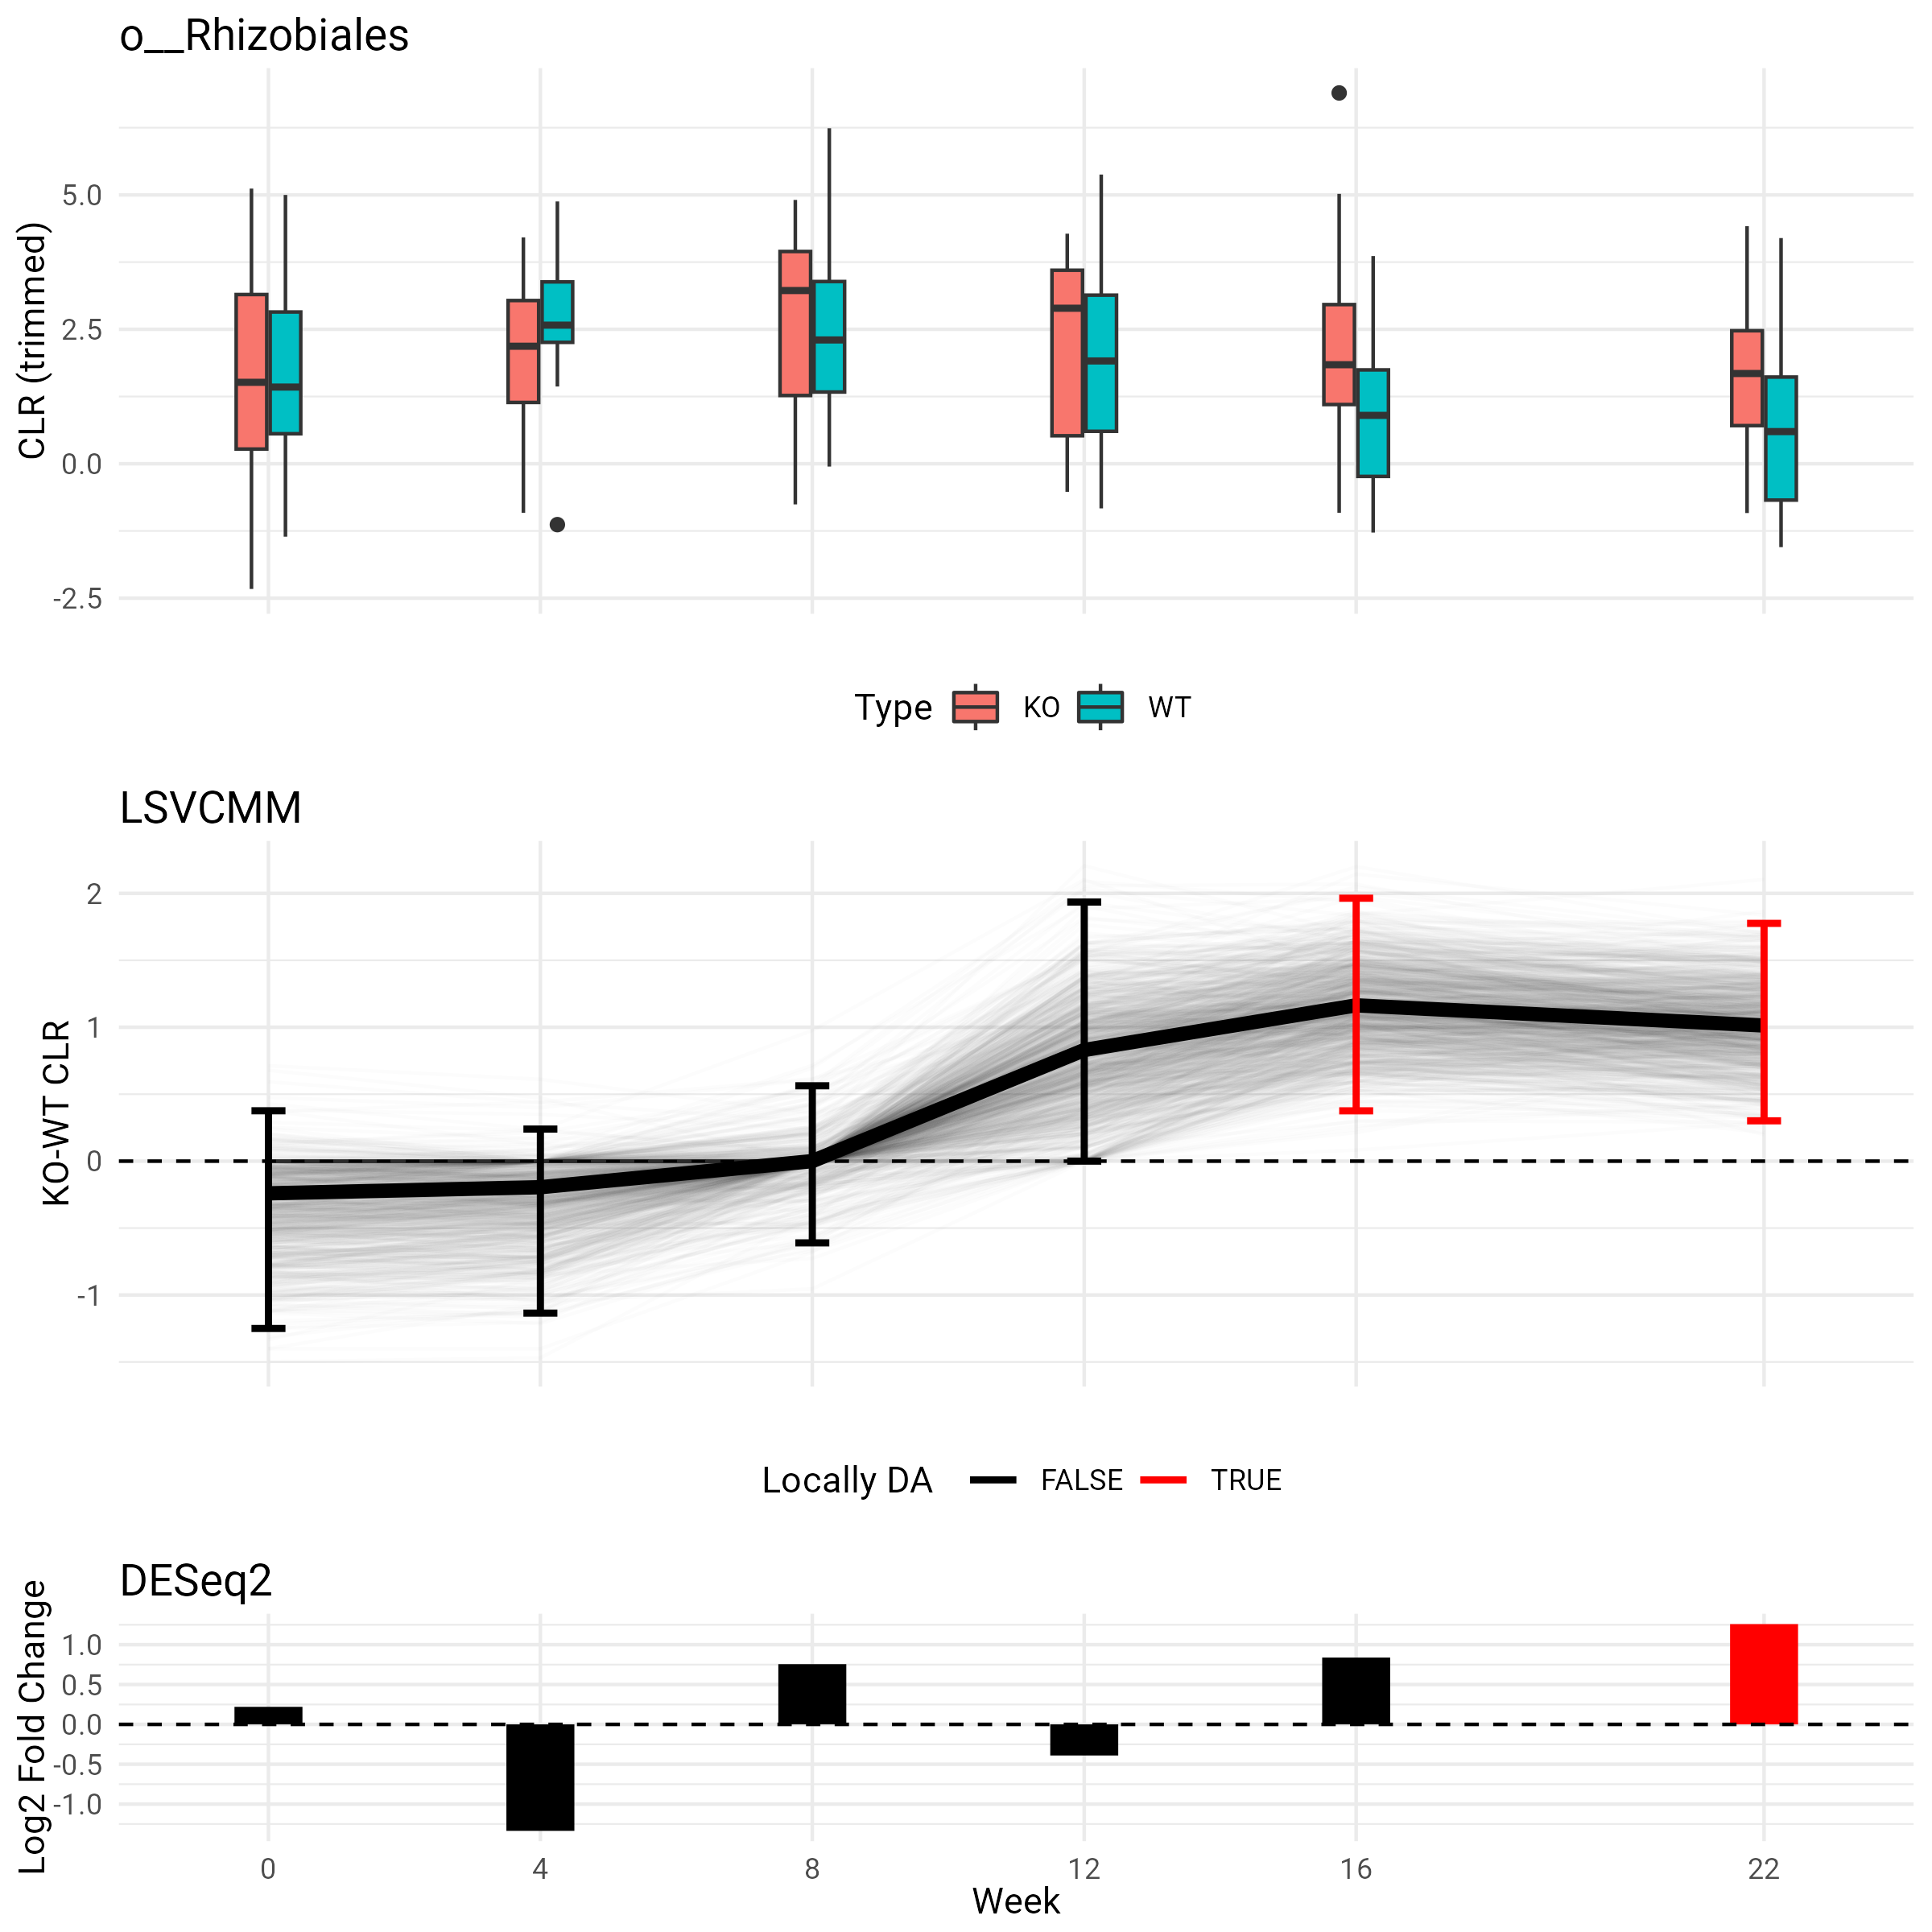 o__Rhizobiales
CLR (trimmed)
5.0
2.5
0.0
-2.5
Type KO WT
LSVCMM
KO-WT CLR
2
1
0
-1
Locally DA FALSE TRUE
DESeq2
Log2 Fold Change
1.0
0.5
0.0
-0.5
-1.0
0 4 8 12 16 22
Week